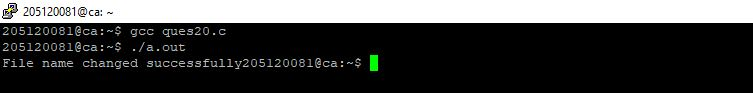 205120081@ca: ~
205120081@ca:~$ gcc ques20.c
205120081@ca:~$ ./a.out
File name changed successfully205120081@ca:~$